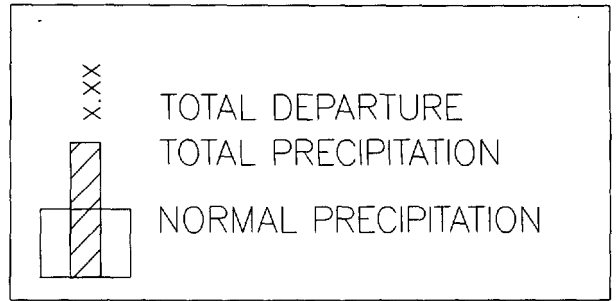 X.XX
TOTAL DEPARTURE
TOTAL PRECIPITATION
NORMAL PRECIPITATION